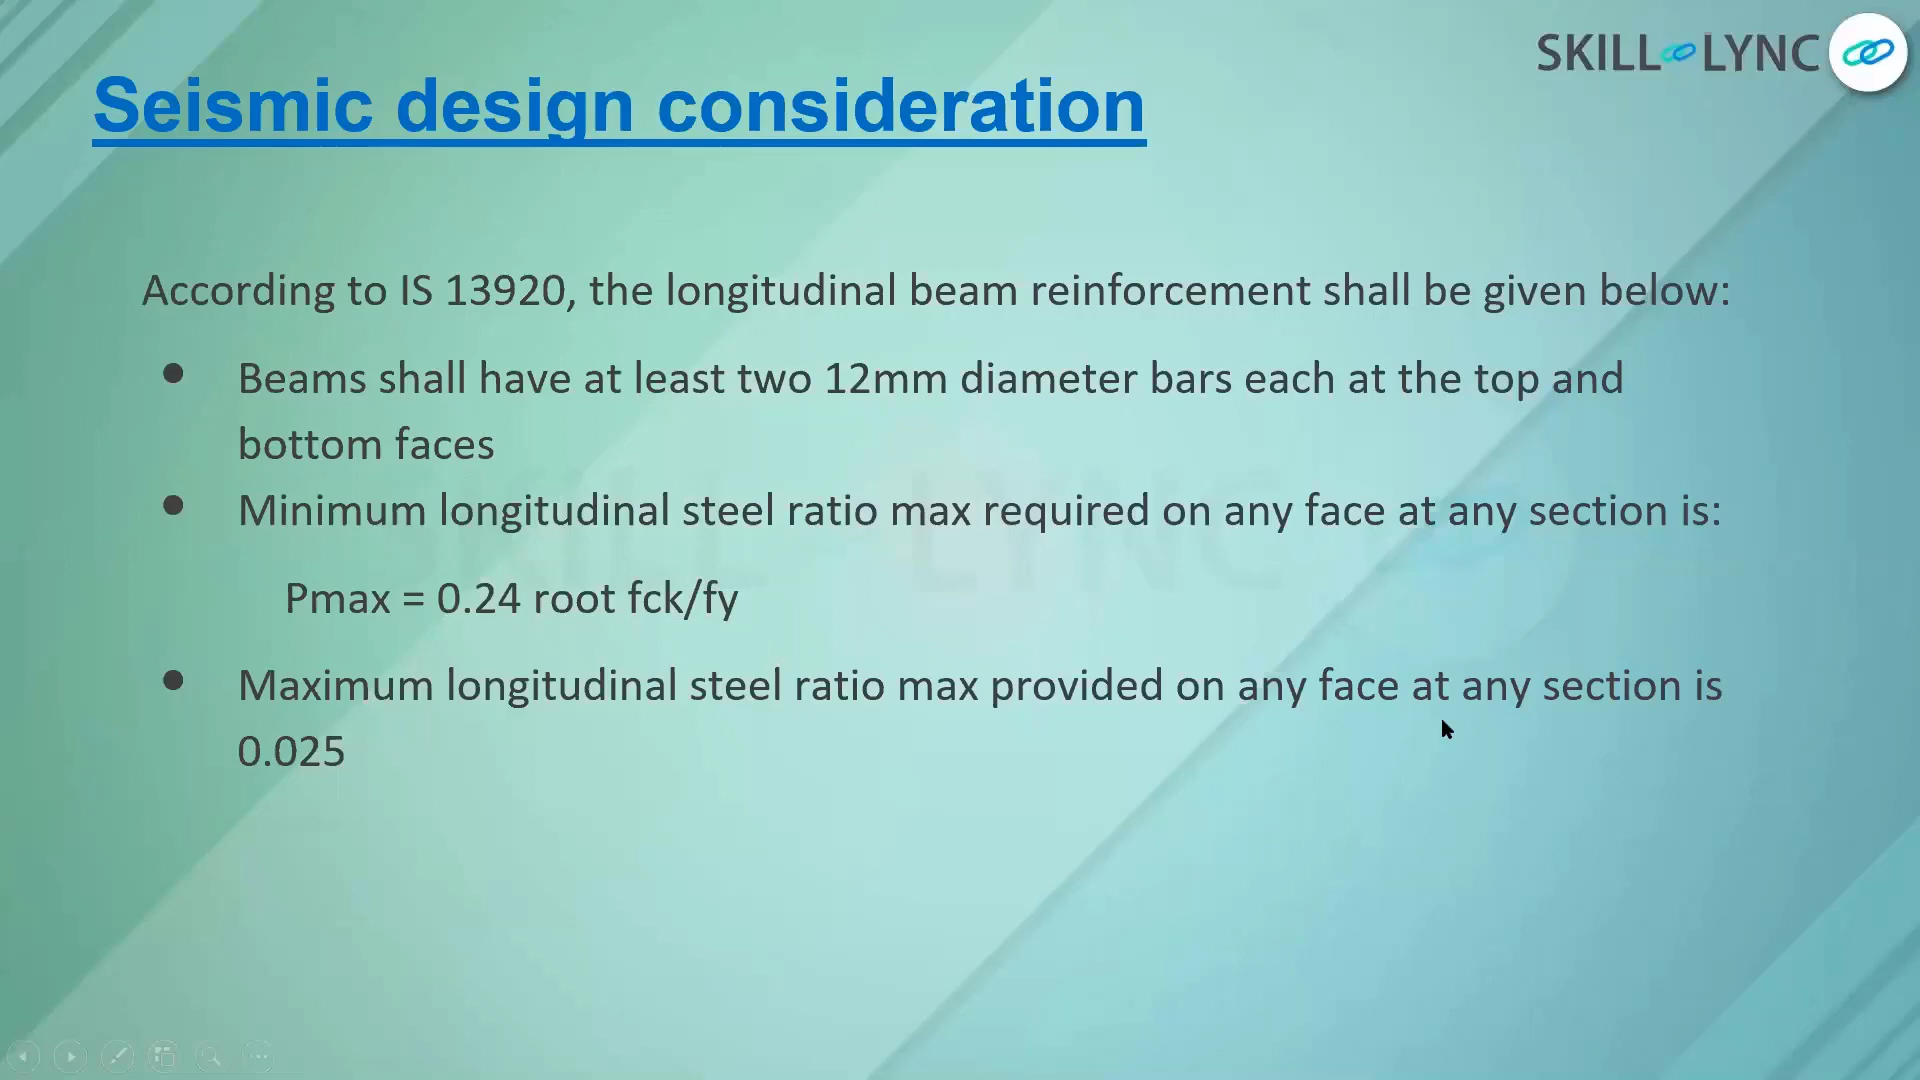 SKILL LYNC
Seismic design consideration
According to IS 13920, the longitudinal beam reinforcement shall be given below:
● Beams shall have at least two 12mm diameter bars each at the top and
bottom faces
● Minimum longitudinal steel ratio max required on any face at any section is:
Pmax = 0.24 root fck/fy
● Maximum longitudinal steel ratio max provided on any face at any section is
0.025
SKILL LYNC